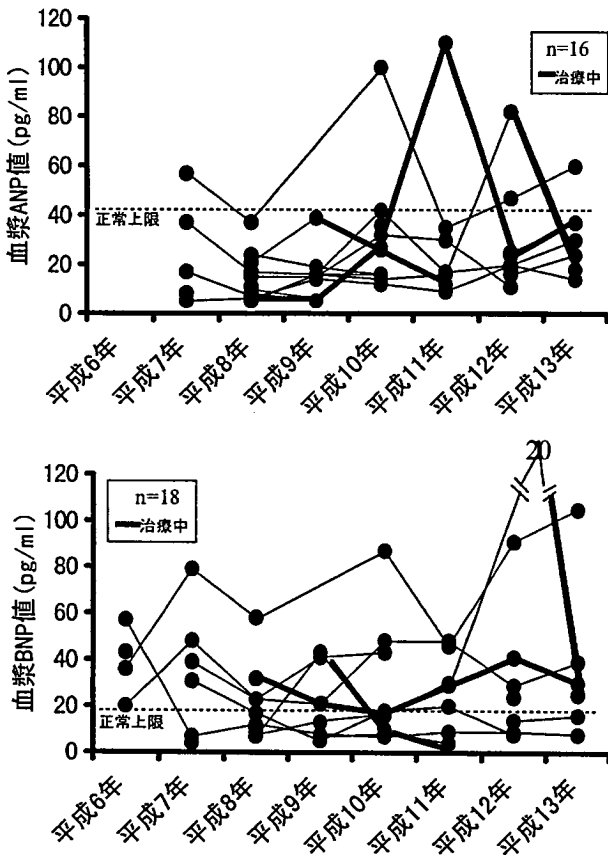 120
100
80
60
40
20
0
血漿ANP値(pg/ml)
n=16
治療中
正常上限
平成6年
平成7年
平成8年
平成9年
平成10年
平成11年
平成12年
平成13年
120
100
80
60
40
20
0
血漿BNP値(pg/ml)
n=18
治療中
20
正常上限
平成6年
平成7年
平成8年
平成9年
平成10年
平成11年
平成12年
平成13年